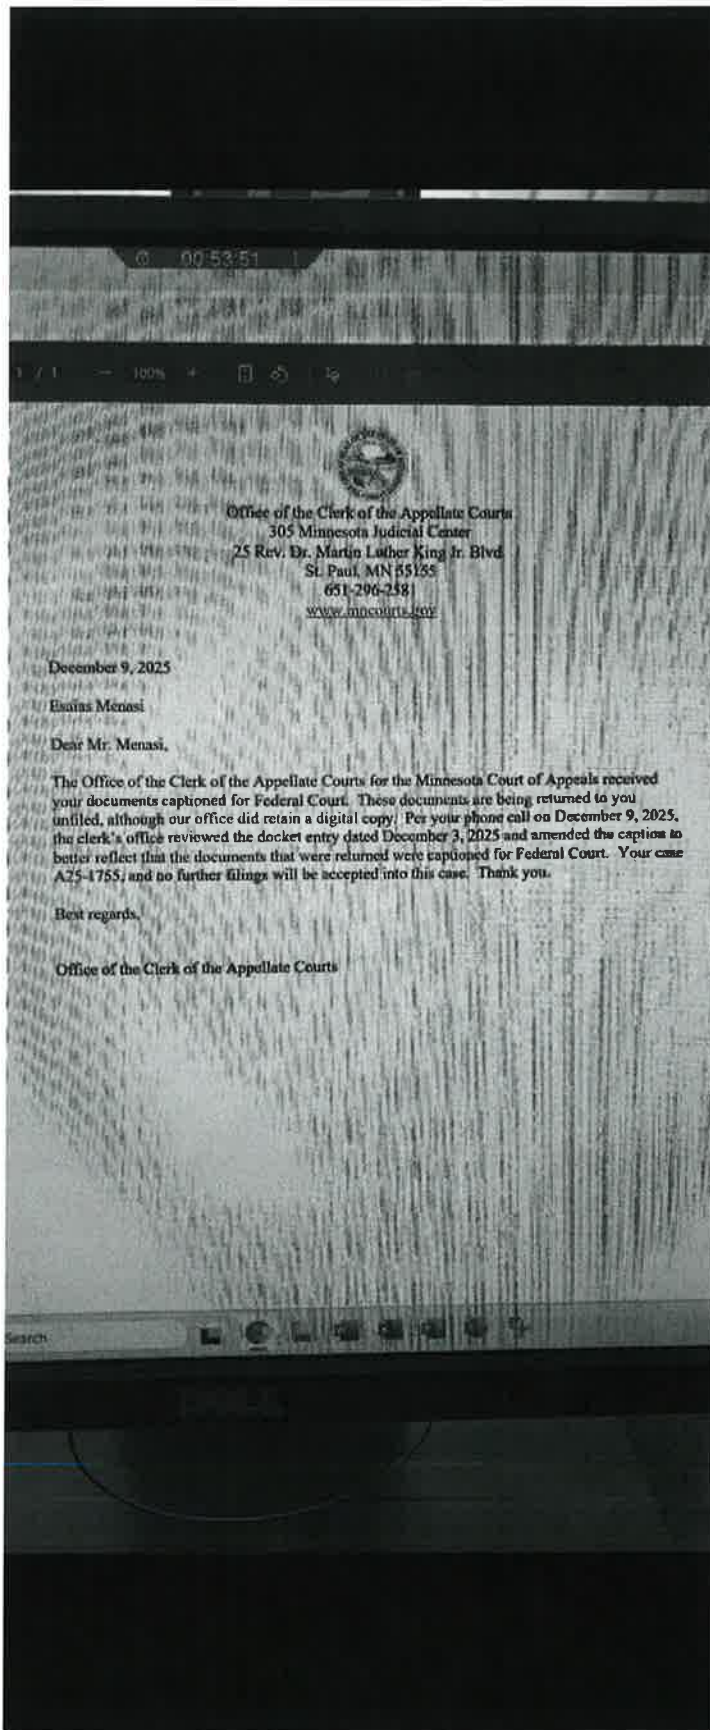 00:53:51
1 / 1 — 100% +
Office of the Clerk of the Appellate Courts
305 Minnesota Judicial Center
25 Rev. Dr. Martin Luther King Jr. Blvd
St. Paul, MN 55155
651-296-2581
www.mncourts.gov
December 9, 2025
Esaias Menasi
Dear Mr. Menasi,
The Office of the Clerk of the Appellate Courts for the Minnesota Court of Appeals received
your documents captioned for Federal Court. These documents are being returned to you
unfiled, although our office did retain a digital copy. Per your phone call on December 9, 2025,
the clerk's office reviewed the docket entry dated December 3, 2025 and amended the caption to
better reflect that the documents that were returned were captioned for Federal Court. Your case
A25-1755, and no further filings will be accepted into this case. Thank you.
Best regards,
Office of the Clerk of the Appellate Courts
Search
DELL